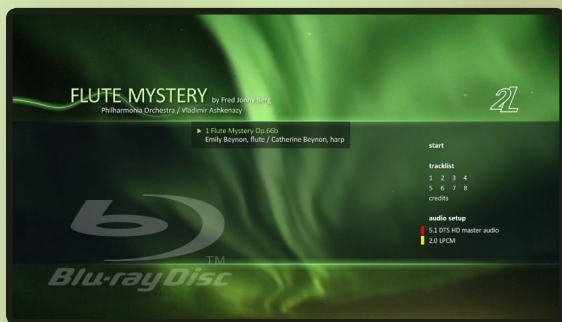 FLUTE MYSTERY by Fred Jonny Berg
Philharmonia Orchestra / Vladimir Ashkenazy
2L
▶ 1 Flute Mystery Op.66b
Emily Beynon, flute / Catherine Beynon, harp
start
tracklist
1 2 3 4
5 6 7 8
credits
audio setup
5.1 DTS HD master audio
2.0 LPCM
Blu-ray Disc TM